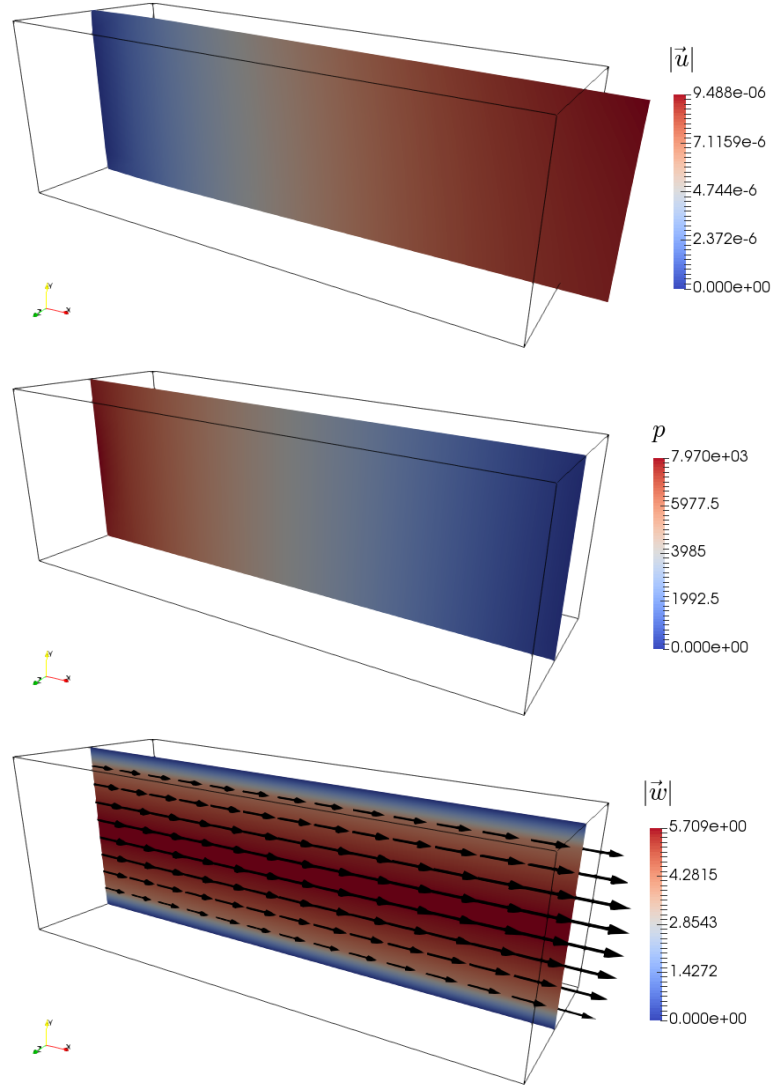 |u⃗|
9.488e-06
7.1159e-6
4.744e-6
2.372e-6
0.000e+00
Y
Z
X
p
7.970e+03
5977.5
3985
1992.5
0.000e+00
Y
Z
X
|w⃗|
5.709e+00
4.2815
2.8543
1.4272
0.000e+00
Y
Z
X